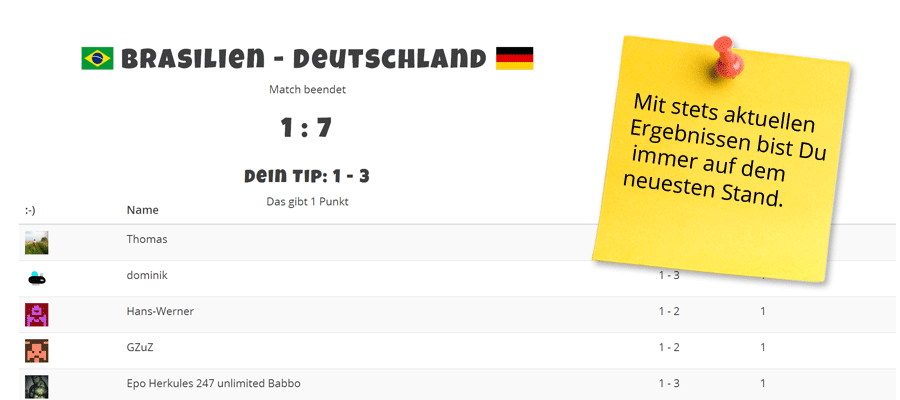 Brasilien - Deutschland
Match beendet
1 : 7
Dein Tip: 1 - 3
Das gibt 1 Punkt
Mit stets aktuellen
Ergebnissen bist Du
immer auf dem
neuesten Stand.
:-) Name
Thomas
dominik 1 - 3
Hans-Werner 1 - 2 1
GZuZ 1 - 2 1
Epo Herkules 247 unlimited Babbo 1 - 3 1